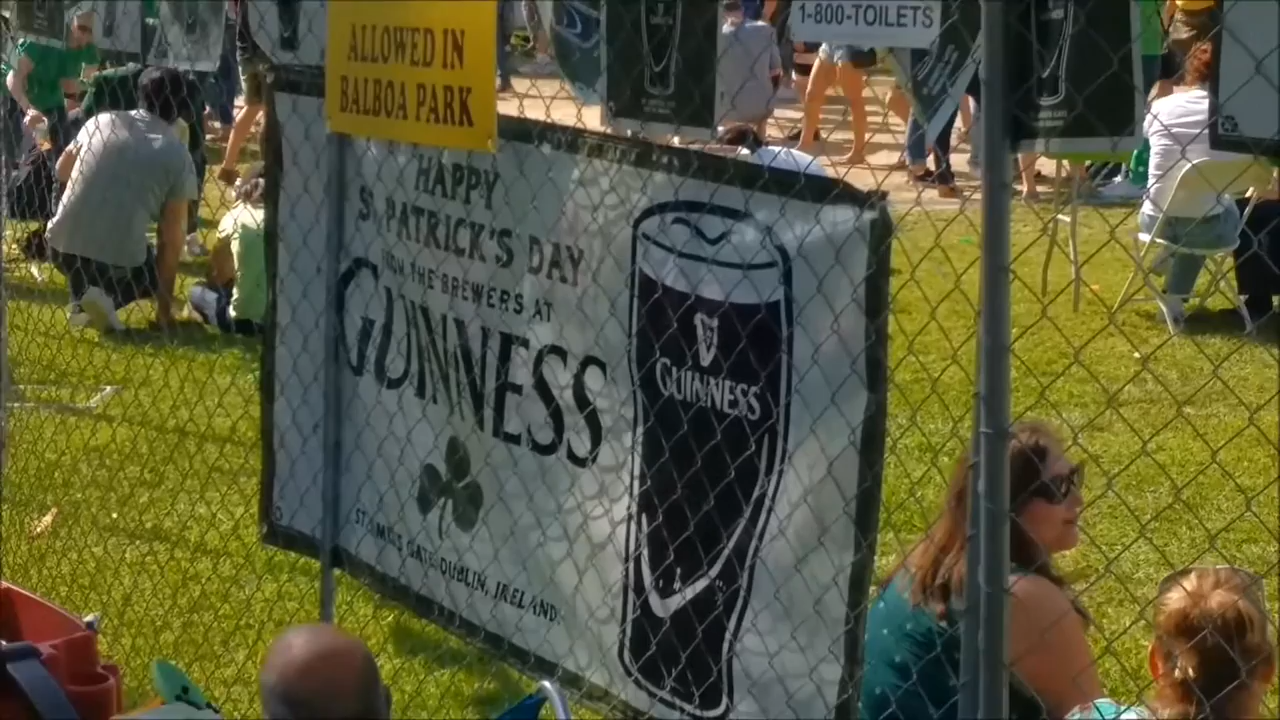 ALLOWED IN
BALBOA PARK
1-800-TOILETS
HAPPY
ST. PATRICK'S DAY
FROM THE BREWERS AT
GUINNESS
GUINNESS
ST. JAMES'S GATE, DUBLIN, IRELAND.